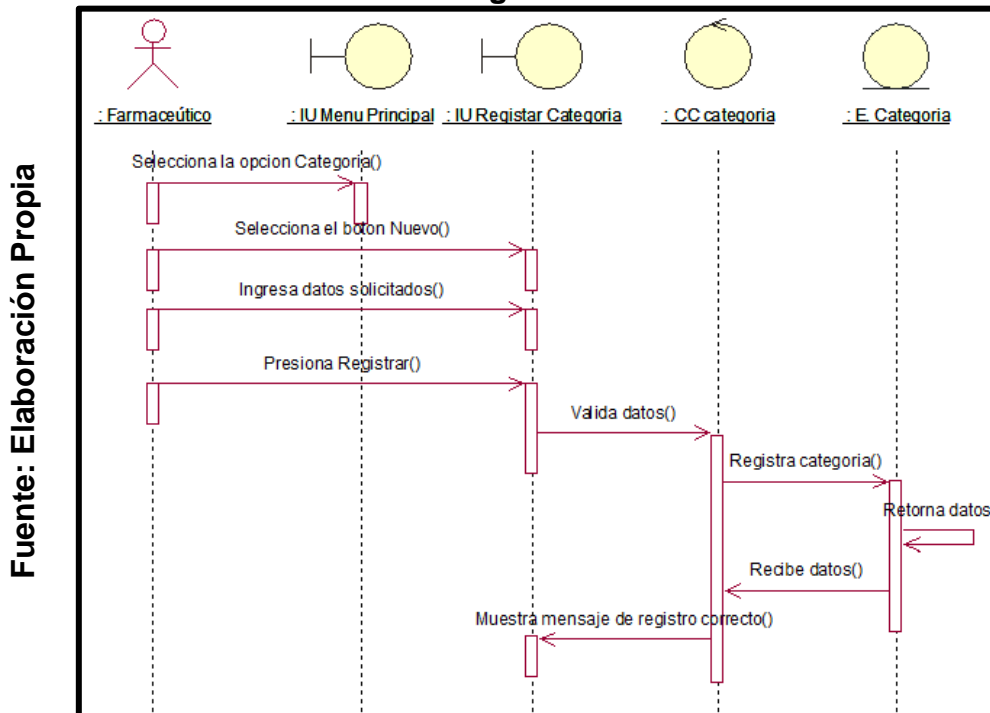 : Farmaceútico
: IU Menu Principal
: IU Registar Categoria
: CC categoria
: E. Categoria
Selecciona la opcion Categoria()
Selecciona el boton Nuevo()
Ingresa datos solicitados()
Presiona Registrar()
Valida datos()
Registra categoria()
Retorna datos
Recibe datos()
Muestra mensaje de registro correcto()
Fuente: Elaboración Propia